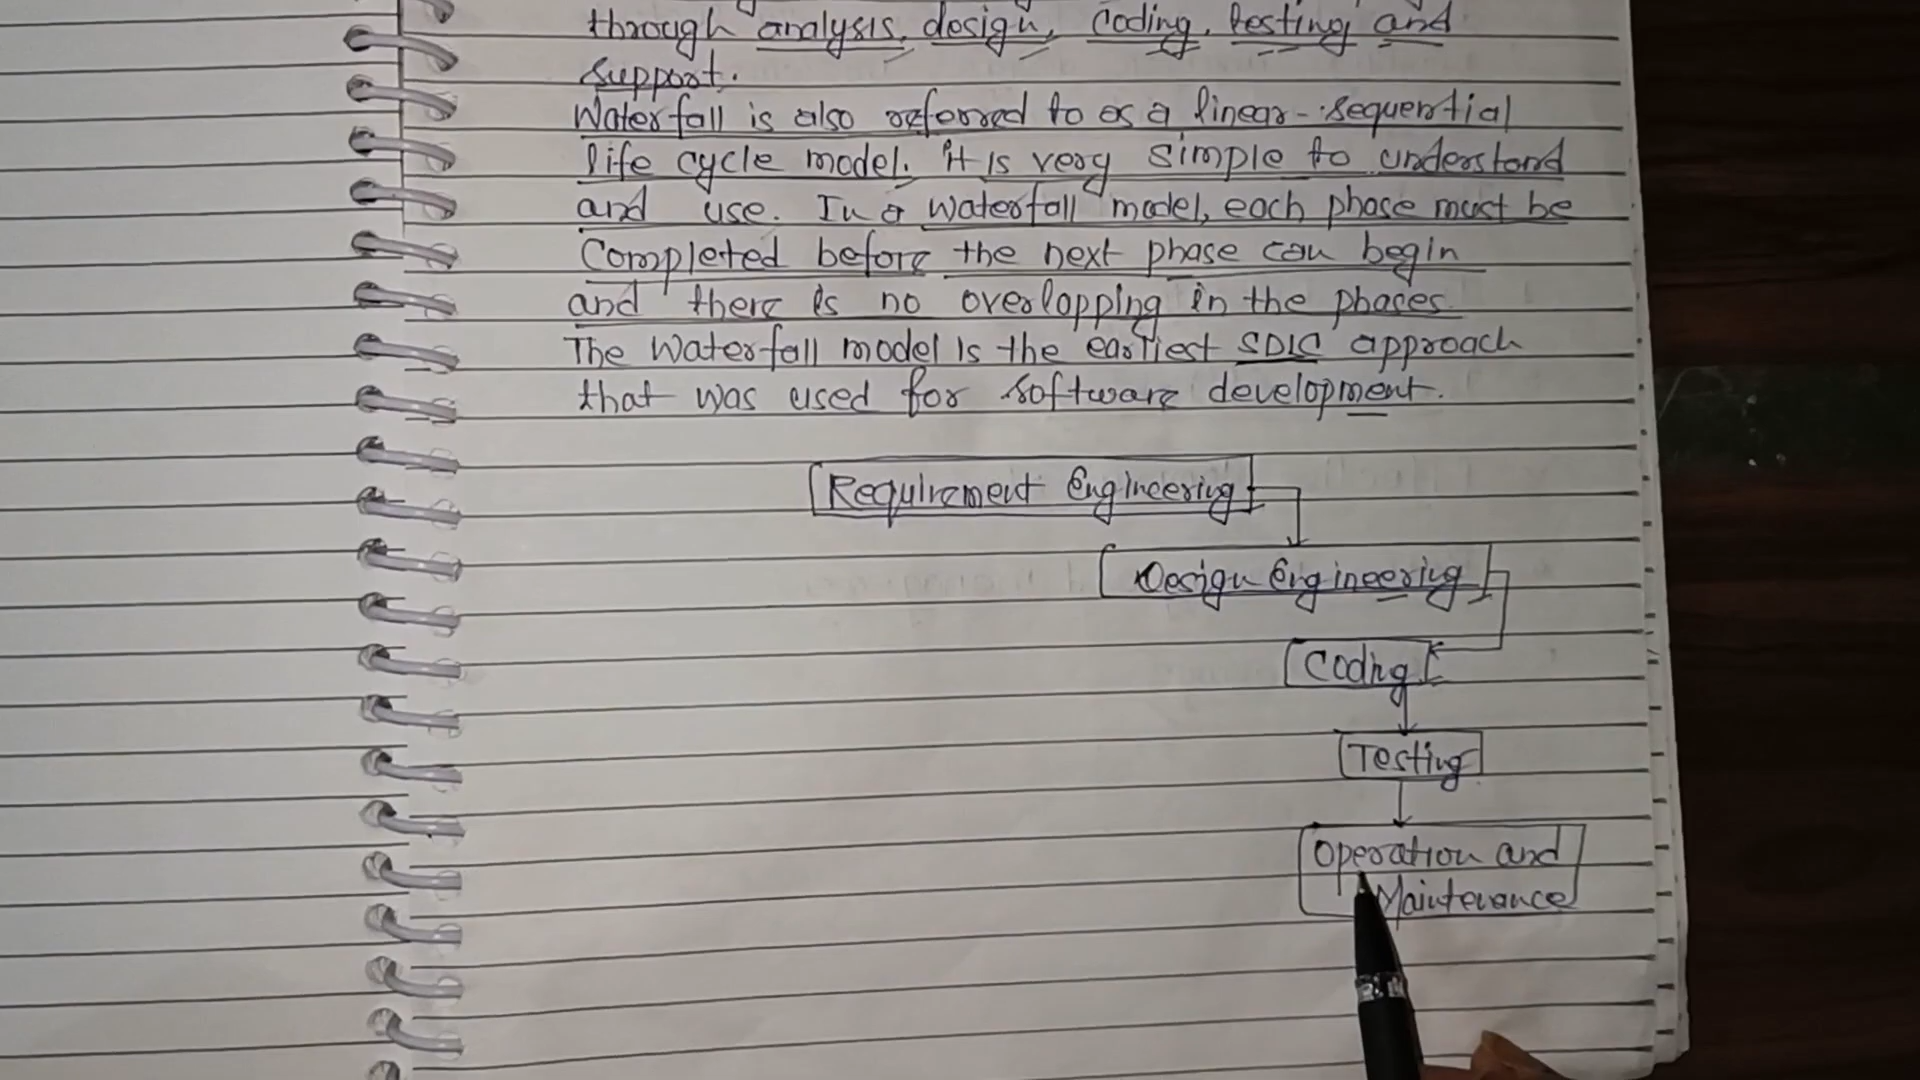 through analysis, design, coding, testing and
support.
Waterfall is also referred to as a linear-sequential
life cycle model. It is very simple to understand
and use. In a waterfall model, each phase must be
Completed before the next phase can begin
and there is no overlapping in the phases.
The Waterfall model is the earliest SDLC approach
that was used for software development.
Requirement Engineering
Design Engineering
Coding
Testing
Operation and
Maintenance